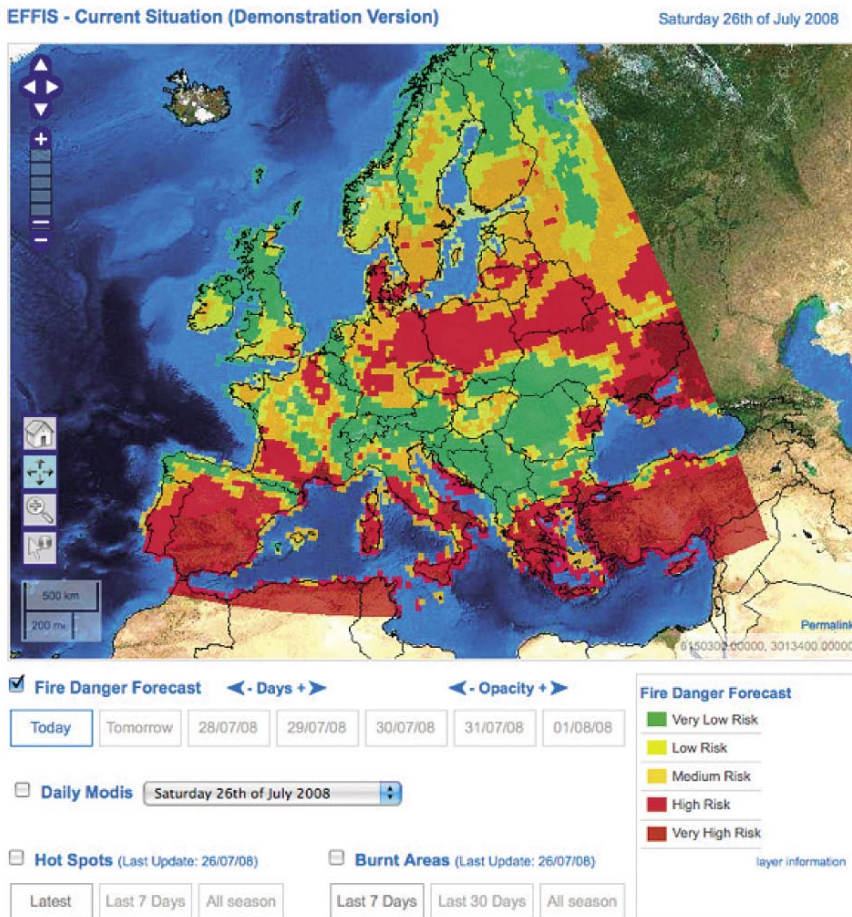 EFFIS - Current Situation (Demonstration Version)
Saturday 26th of July 2008
500 km
200 mi
Permalink
6150300.00000, 3013400.00000
Fire Danger Forecast
- Days +
- Opacity +
Today
Tomorrow
28/07/08
29/07/08
30/07/08
31/07/08
01/08/08
Daily Modis
Saturday 26th of July 2008
Hot Spots (Last Update: 26/07/08)
Burnt Areas (Last Update: 26/07/08)
Latest
Last 7 Days
All season
Last 7 Days
Last 30 Days
All season
Fire Danger Forecast
Very Low Risk
Low Risk
Medium Risk
High Risk
Very High Risk
layer information